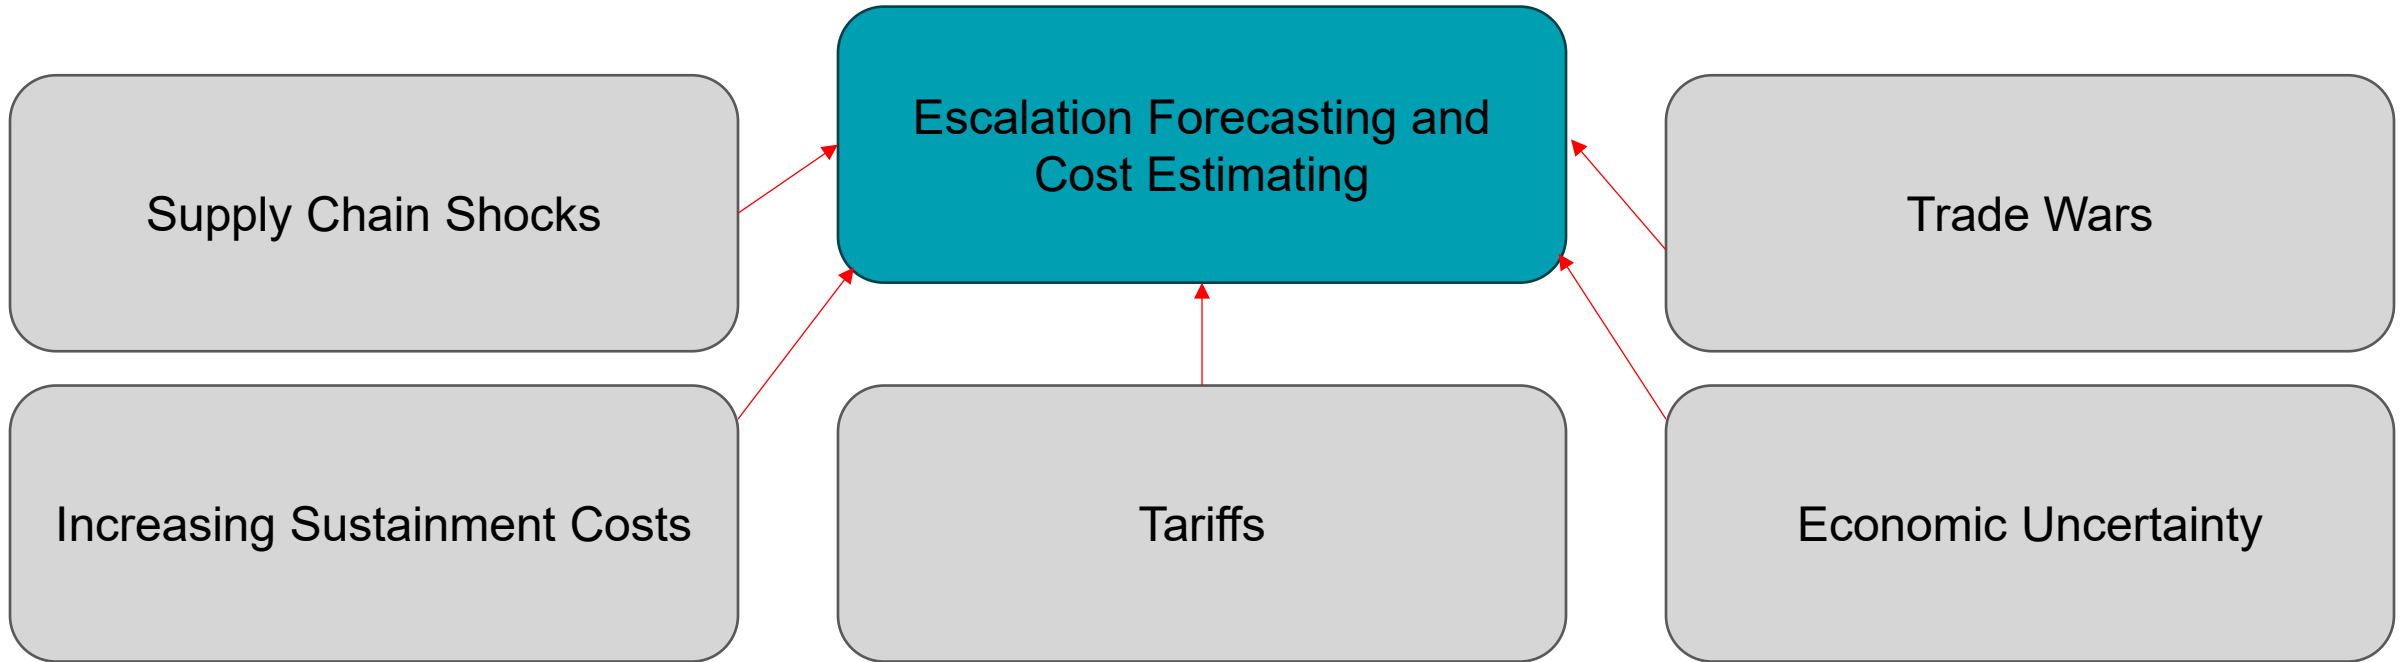 Escalation Forecasting and
Cost Estimating
Supply Chain Shocks
Trade Wars
Increasing Sustainment Costs
Tariffs
Economic Uncertainty